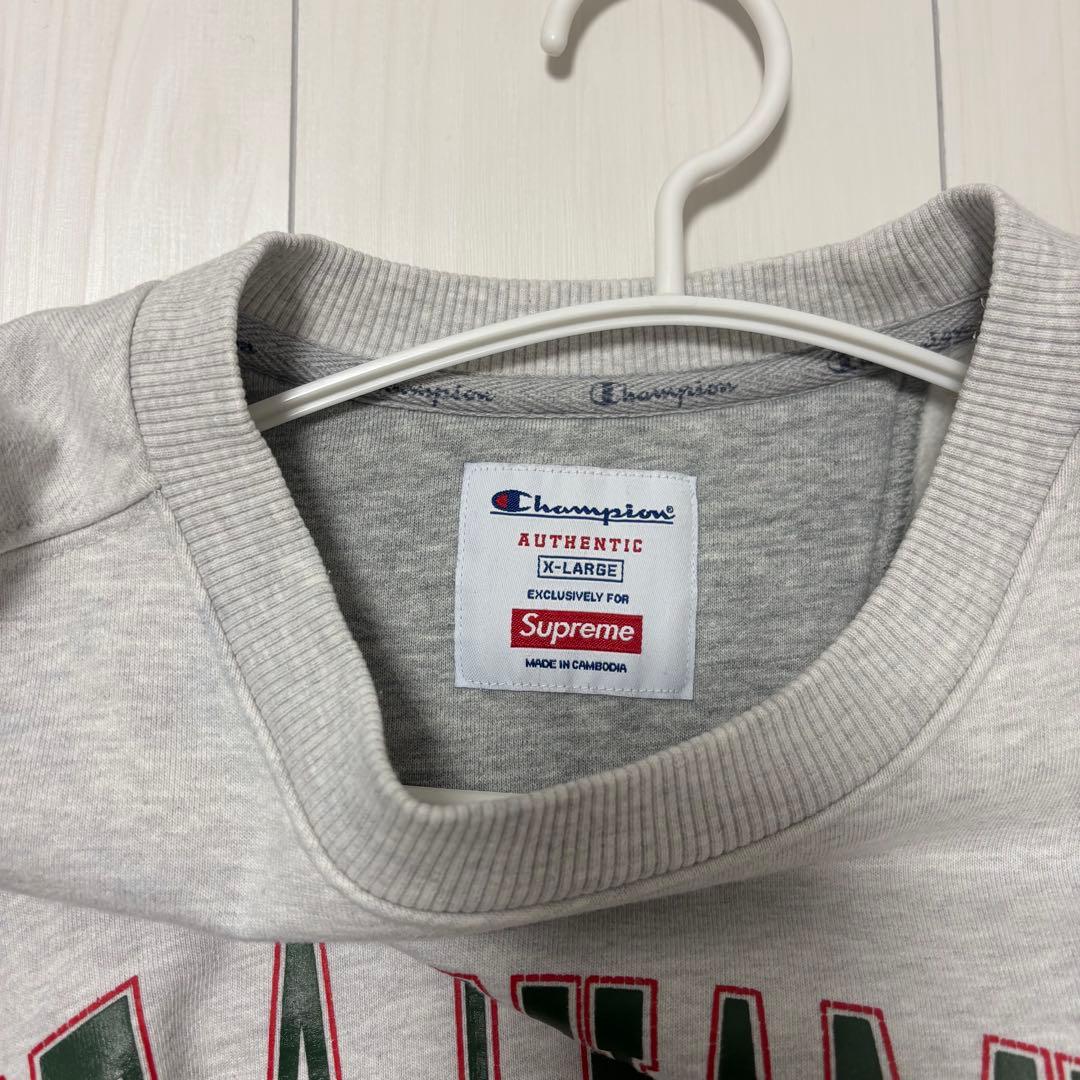 Champion Champion
Champion®
AUTHENTIC
X-LARGE
EXCLUSIVELY FOR
Supreme
MADE IN CAMBODIA